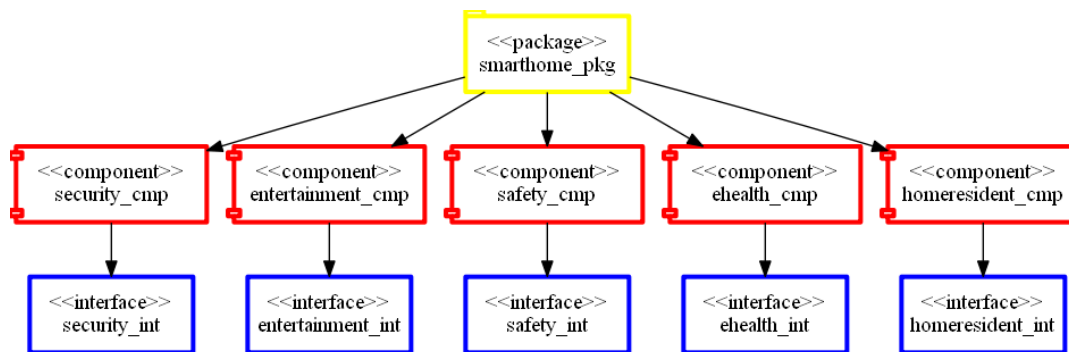 <<package>>
smarthome_pkg
<<component>>
security_cmp
<<component>>
entertainment_cmp
<<component>>
safety_cmp
<<component>>
ehealth_cmp
<<component>>
homeresident_cmp
<<interface>>
security_int
<<interface>>
entertainment_int
<<interface>>
safety_int
<<interface>>
ehealth_int
<<interface>>
homeresident_int